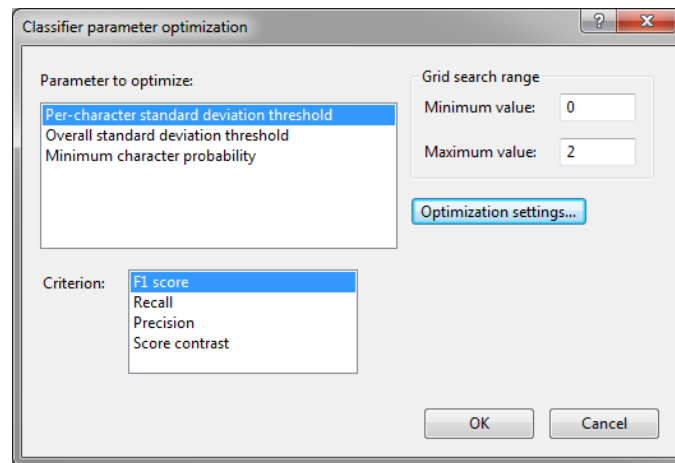 Classifier parameter optimization
?
Parameter to optimize:
Per-character standard deviation threshold
Overall standard deviation threshold
Minimum character probability
Grid search range
Minimum value: 0
Maximum value: 2
Optimization settings...
Criterion:
F1 score
Recall
Precision
Score contrast
OK
Cancel